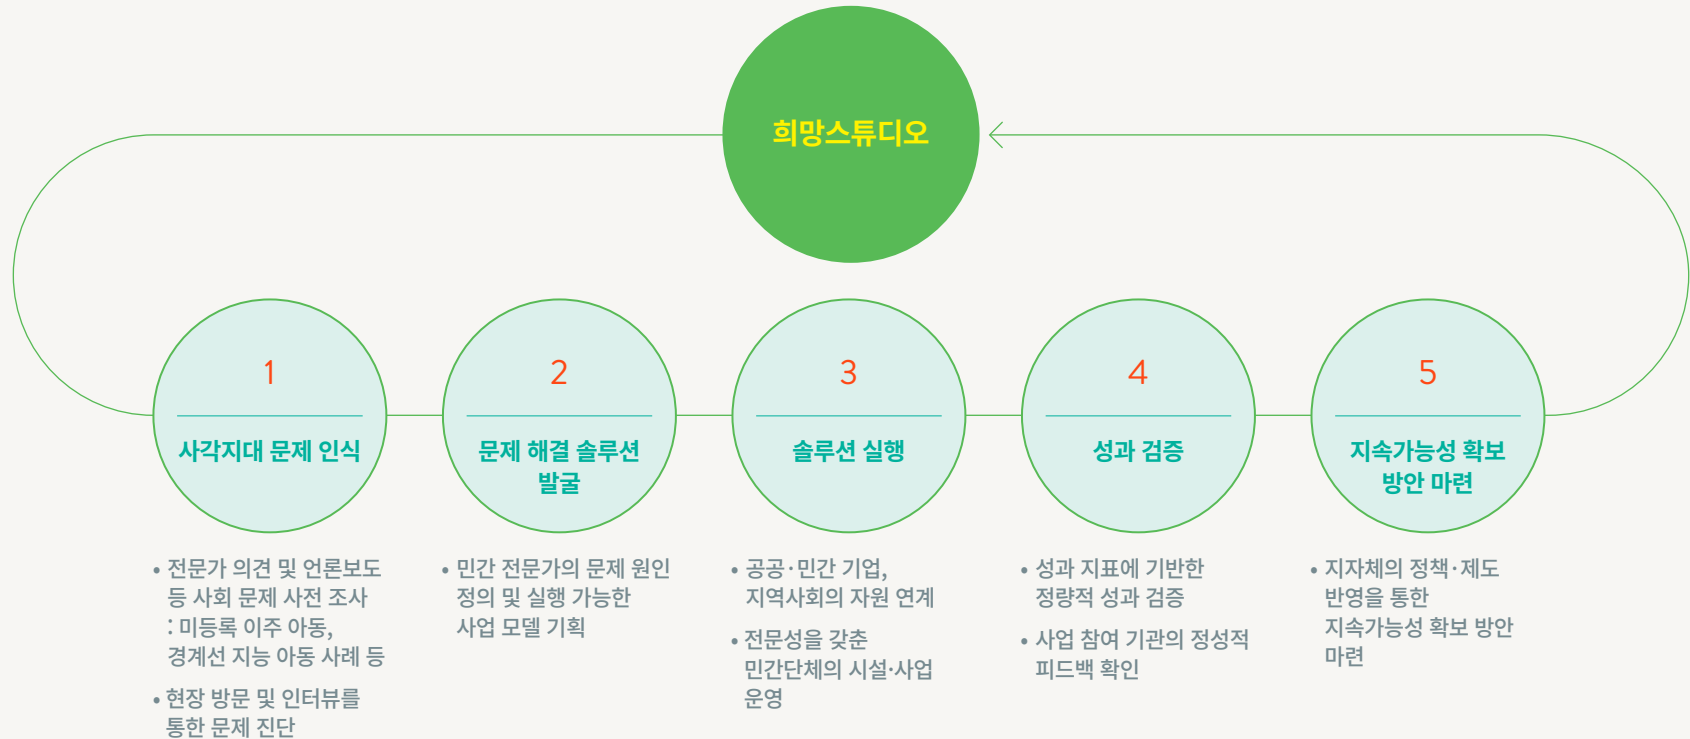 희망스튜디오
1
사각지대 문제 인식
• 전문가 의견 및 언론보도
등 사회 문제 사전 조사
: 미등록 이주 아동,
경계선 지능 아동 사례 등
• 현장 방문 및 인터뷰를
통한 문제 진단
2
문제 해결 솔루션
발굴
• 민간 전문가의 문제 원인
정의 및 실행 가능한
사업 모델 기획
3
솔루션 실행
• 공공·민간 기업,
지역사회의 자원 연계
• 전문성을 갖춘
민간단체의 시설·사업
운영
4
성과 검증
• 성과 지표에 기반한
정량적 성과 검증
• 사업 참여 기관의 정성적
피드백 확인
5
지속가능성 확보
방안 마련
• 지자체의 정책·제도
반영을 통한
지속가능성 확보 방안
마련